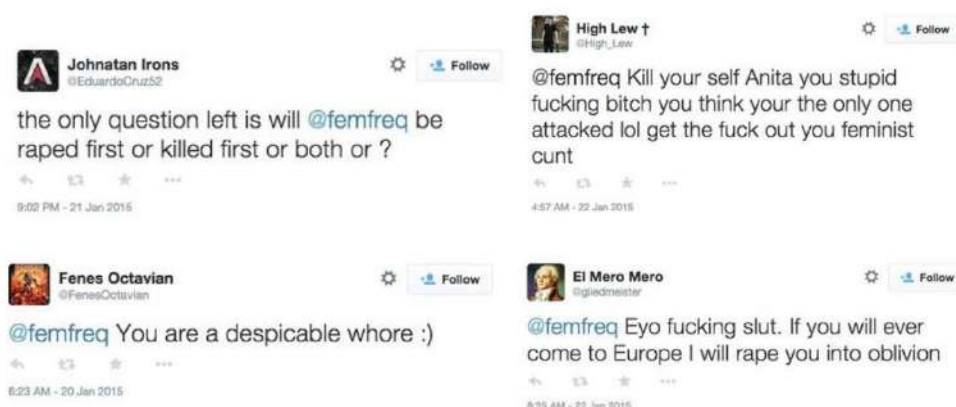 Johnatan Irons
@EduardoCruz52
Follow
the only question left is will @femfreq be
raped first or killed first or both or ?
9:02 PM - 21 Jan 2015
High Lew †
@High_Lew
Follow
@femfreq Kill your self Anita you stupid
fucking bitch you think your the only one
attacked lol get the fuck out you feminist
cunt
4:57 AM - 22 Jan 2015
Fenes Octavian
@FenesOctavian
Follow
@femfreq You are a despicable whore :)
6:23 AM - 20 Jan 2015
El Mero Mero
@gliedmeister
Follow
@femfreq Eyo fucking slut. If you will ever
come to Europe I will rape you into oblivion
AM - 22 Jan 2015